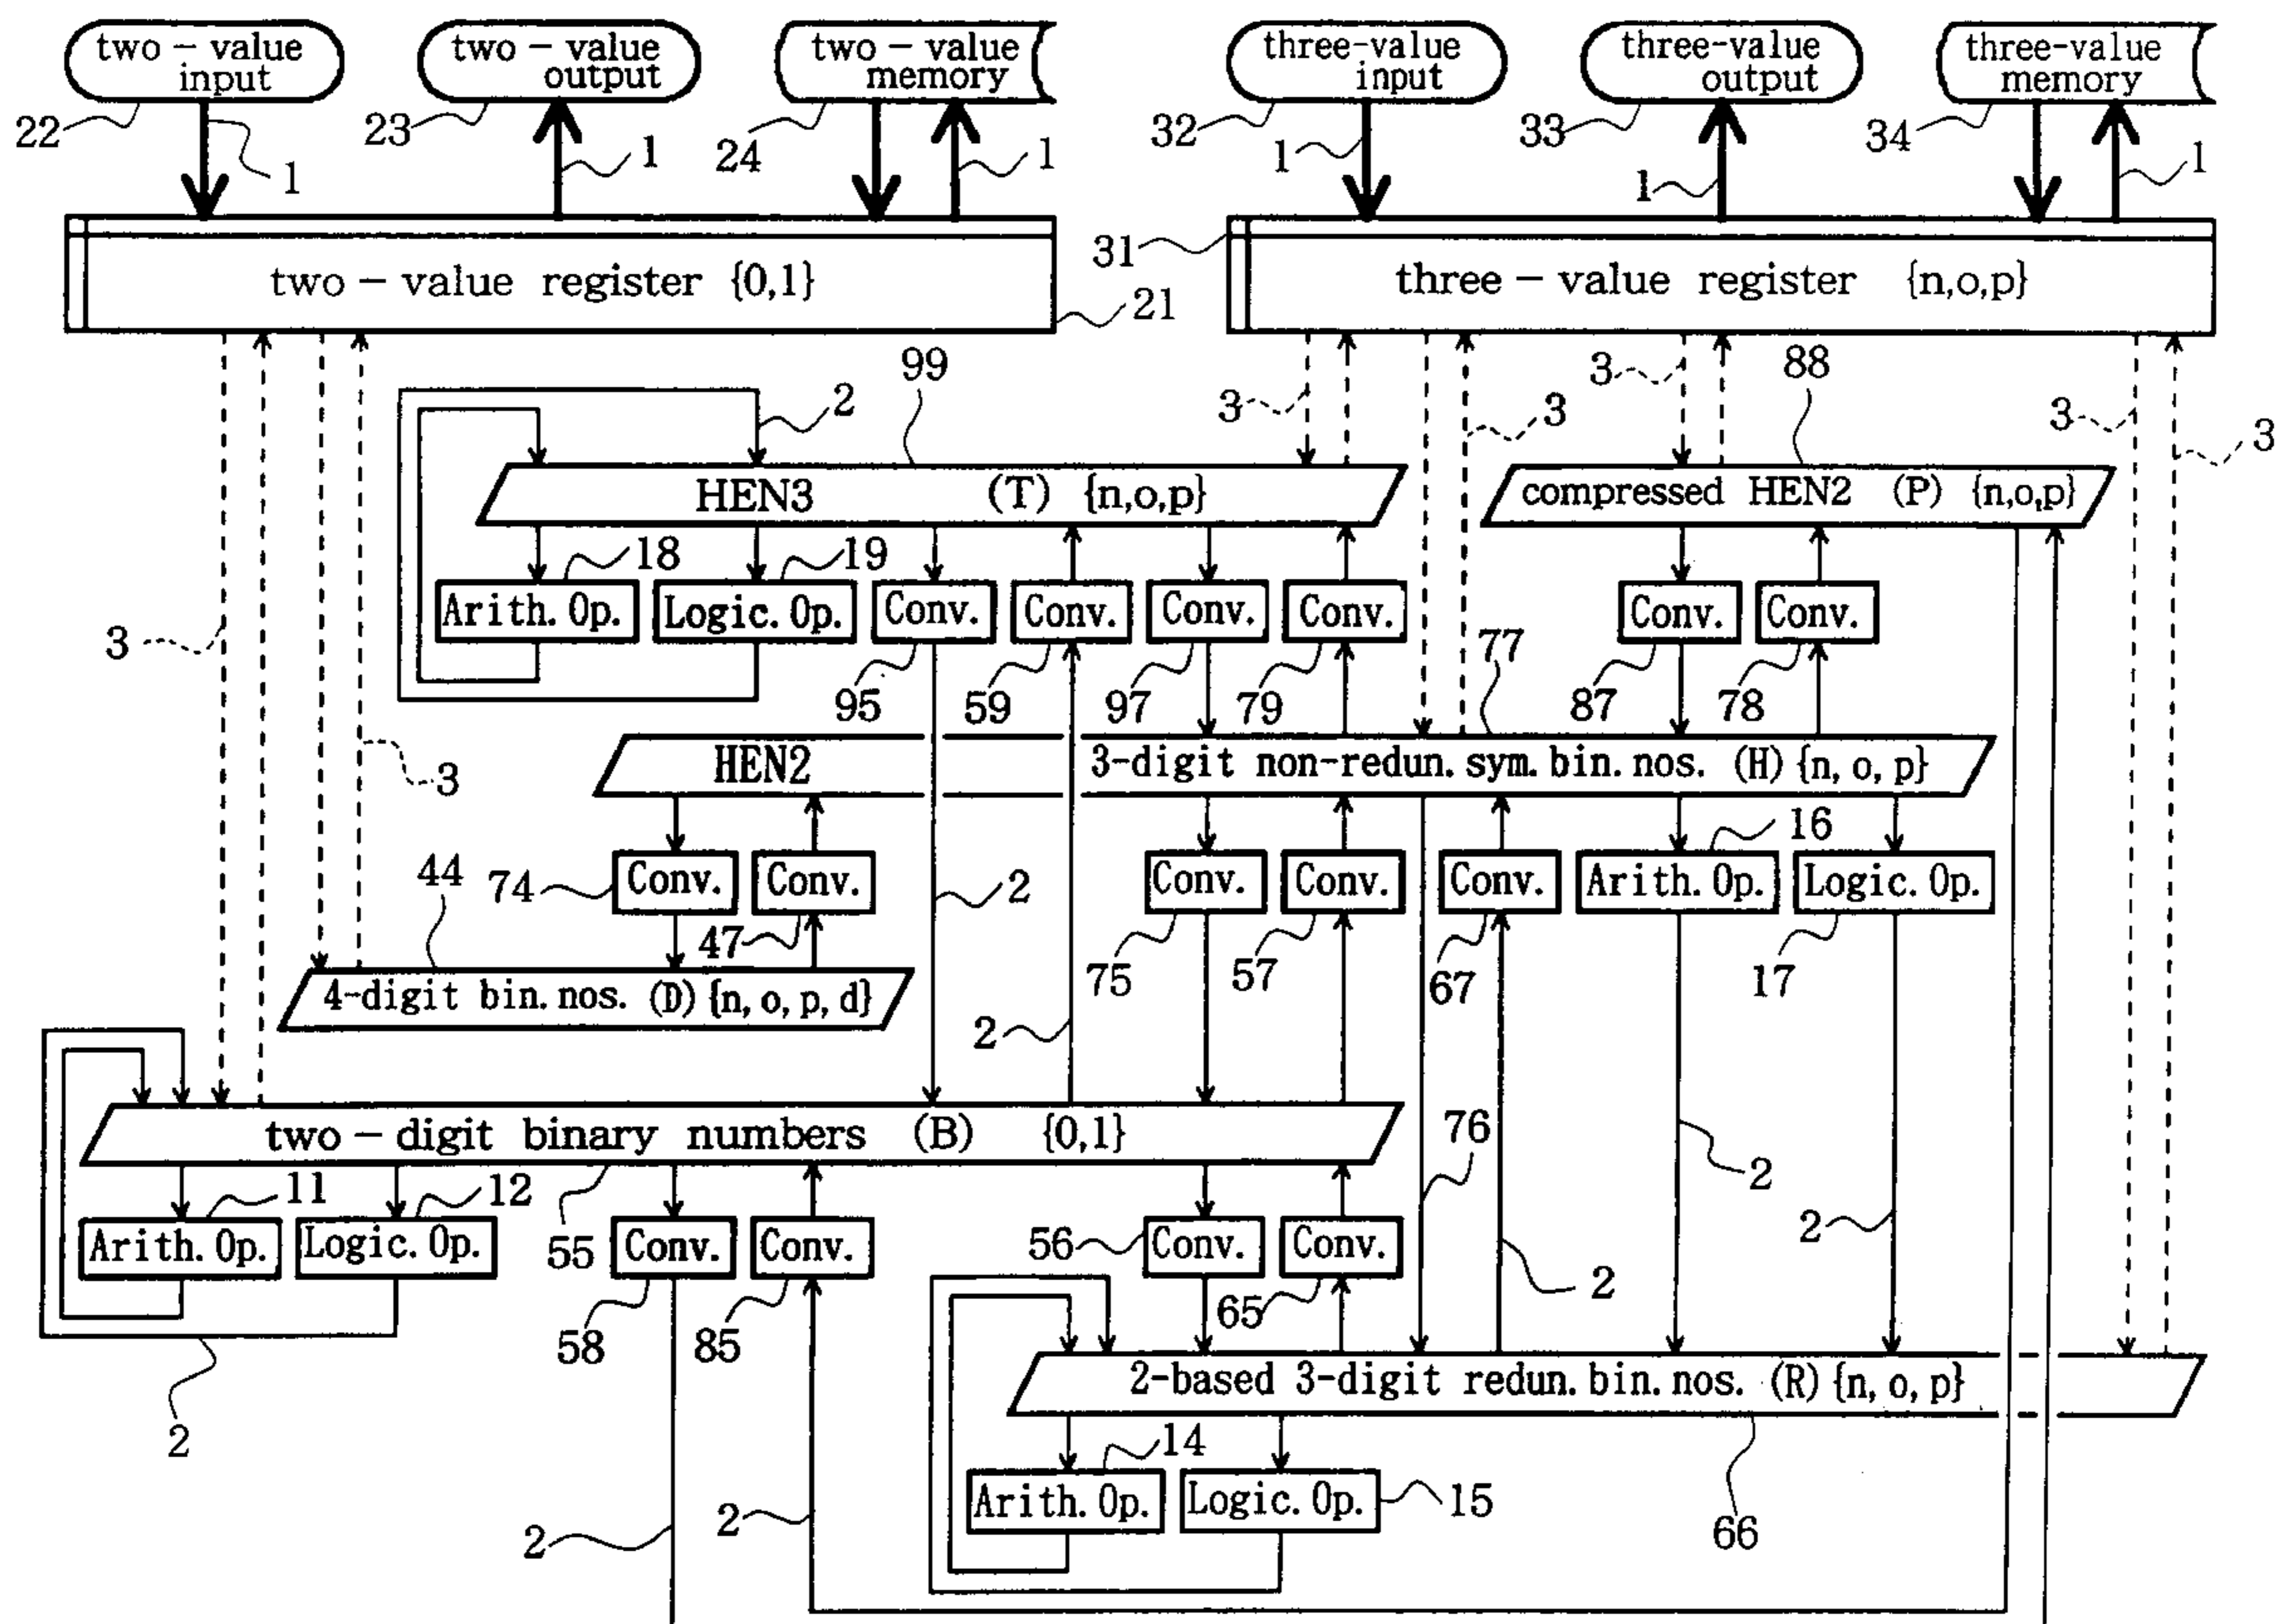 two-value input
two-value output
two-value memory
three-value input
three-value output
three-value memory
22
1
23
1
24
1
32
1
33
1
34
1
two-value register {0,1}
21
31
three-value register {n,o,p}
99
2
3
3
3
88
3
3
HEN3 (T) {n,o,p}
compressed HEN2 (P) {n,o,p}
18
19
Arith. Op.
Logic. Op.
Conv.
Conv.
Conv.
Conv.
Conv.
Conv.
3
95
59
97
79
77
87
78
HEN2 3-digit non-redun. sym. bin. nos. (H) {n, o, p}
3
16
44
74
Conv.
Conv.
2
Conv.
Conv.
Conv.
Arith. Op.
Logic. Op.
47
75
57
67
17
4-digit bin. nos. (D) {n, o, p, d}
2
two-digit binary numbers (B) {0,1}
76
2
11
12
55
Arith. Op.
Logic. Op.
Conv.
Conv.
56
Conv.
Conv.
2
2
58
85
65
2
2-based 3-digit redun. bin. nos. (R) {n, o, p}
14
Arith. Op.
Logic. Op.
15
66
2
2